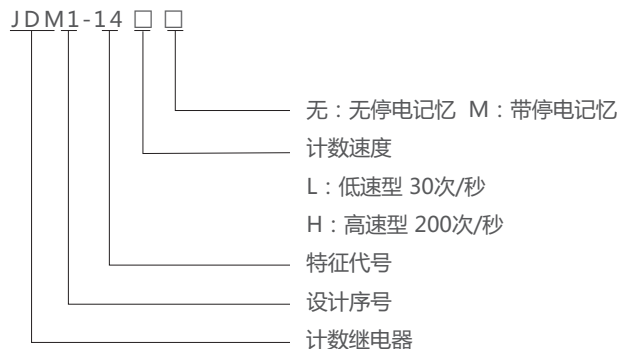 JDM1-14 □ □
无：无停电记忆 M：带停电记忆
计数速度
L：低速型 30次/秒
H：高速型 200次/秒
特征代号
设计序号
计数继电器